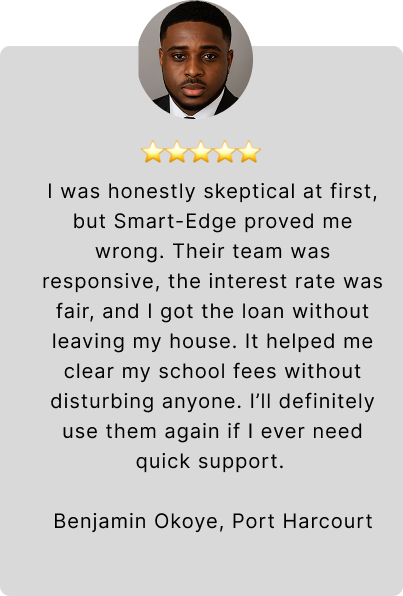 I was honestly skeptical at first,
but Smart-Edge proved me
wrong. Their team was
responsive, the interest rate was
fair, and I got the loan without
leaving my house. It helped me
clear my school fees without
disturbing anyone. I’ll definitely
use them again if I ever need
quick support.
Benjamin Okoye, Port Harcourt